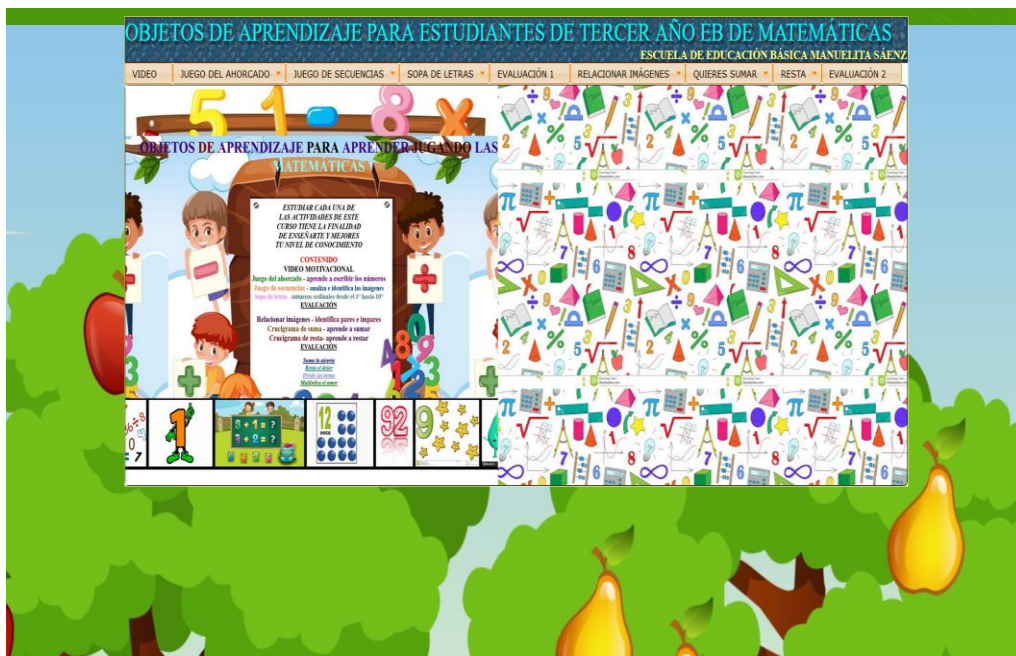 OBJETOS DE APRENDIZAJE PARA ESTUDIANTES DE TERCER AÑO EB DE MATEMÁTICAS
ESCUELA DE EDUCACIÓN BÁSICA MANUELITA SÁENZ
VIDEO JUEGO DEL AHORCADO JUEGO DE SECUENCIAS SOPA DE LETRAS EVALUACIÓN 1 RELACIONAR IMÁGENES QUIERES SUMAR RESTA EVALUACIÓN 2
OBJETOS DE APRENDIZAJE PARA APRENDER JUGANDO LAS
MATEMÁTICAS
ESTUDIAR CADA UNA DE
LAS ACTIVIDADES DE ESTE
CURSO TIENE LA FINALIDAD
DE ENSEÑARTE Y MEJORES
TU NIVEL DE CONOCIMIENTO
CONTENIDO
VIDEO MOTIVACIONAL
Juego del ahorcado - aprende a escribir los números
Juego de secuencias - analiza e identifica las imágenes
Sopa de letras - números ordinales desde el 1° hasta 10°
EVALUACIÓN
Relacionar imágenes - identifica pares e impares
Crucigrama de suma - aprende a sumar
Crucigrama de resta- aprende a restar
EVALUACIÓN
Suma la alegría
Resta el dolor
Divide las penas
Multiplica el amor
12
DOCE
92
9